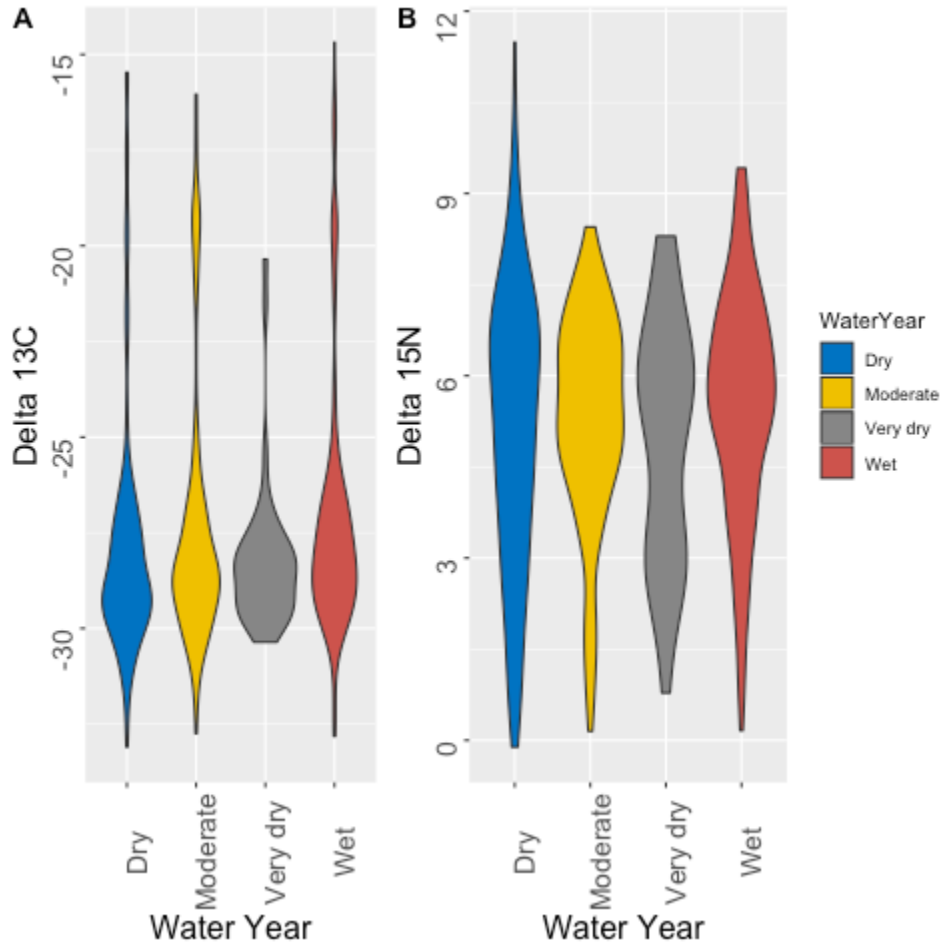 A
Delta 13C
-15
-20
-25
-30
Dry
Moderate
Very dry
Wet
Water Year
B
Delta 15N
12
9
6
3
0
Dry
Moderate
Very dry
Wet
Water Year
WaterYear
Dry
Moderate
Very dry
Wet